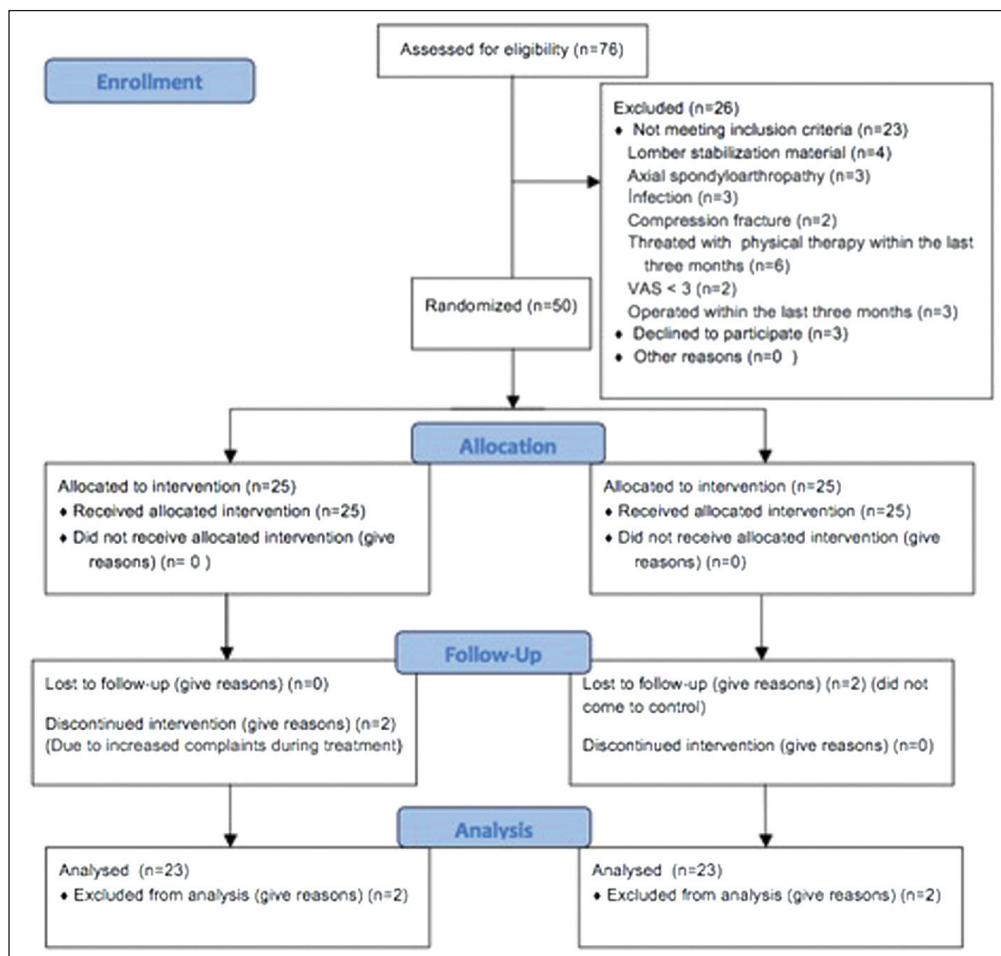 Assessed for eligibility (n=76)
Enrollment
Excluded (n=26)
♦ Not meeting inclusion criteria (n=23)
Lomber stabilization material (n=4)
Axial spondyloarthropathy (n=3)
İnfection (n=3)
Compression fracture (n=2)
Threated with physical therapy within the last
three months (n=6)
VAS < 3 (n=2)
Operated within the last three months (n=3)
♦ Declined to participate (n=3)
♦ Other reasons (n=0 )
Randomized (n=50)
Allocation
Allocated to intervention (n=25)
♦ Received allocated intervention (n=25)
♦ Did not receive allocated intervention (give
reasons) (n= 0 )
Allocated to intervention (n=25)
♦ Received allocated intervention (n=25)
♦ Did not receive allocated intervention (give
reasons) (n=0)
Follow-Up
Lost to follow-up (give reasons) (n=0)
Discontinued intervention (give reasons) (n=2)
(Due to increased complaints during treatment)
Lost to follow-up (give reasons) (n=2) (did not
come to control)
Discontinued intervention (give reasons) (n=0)
Analysis
Analysed (n=23)
♦ Excluded from analysis (give reasons) (n=2)
Analysed (n=23)
♦ Excluded from analysis (give reasons) (n=2)